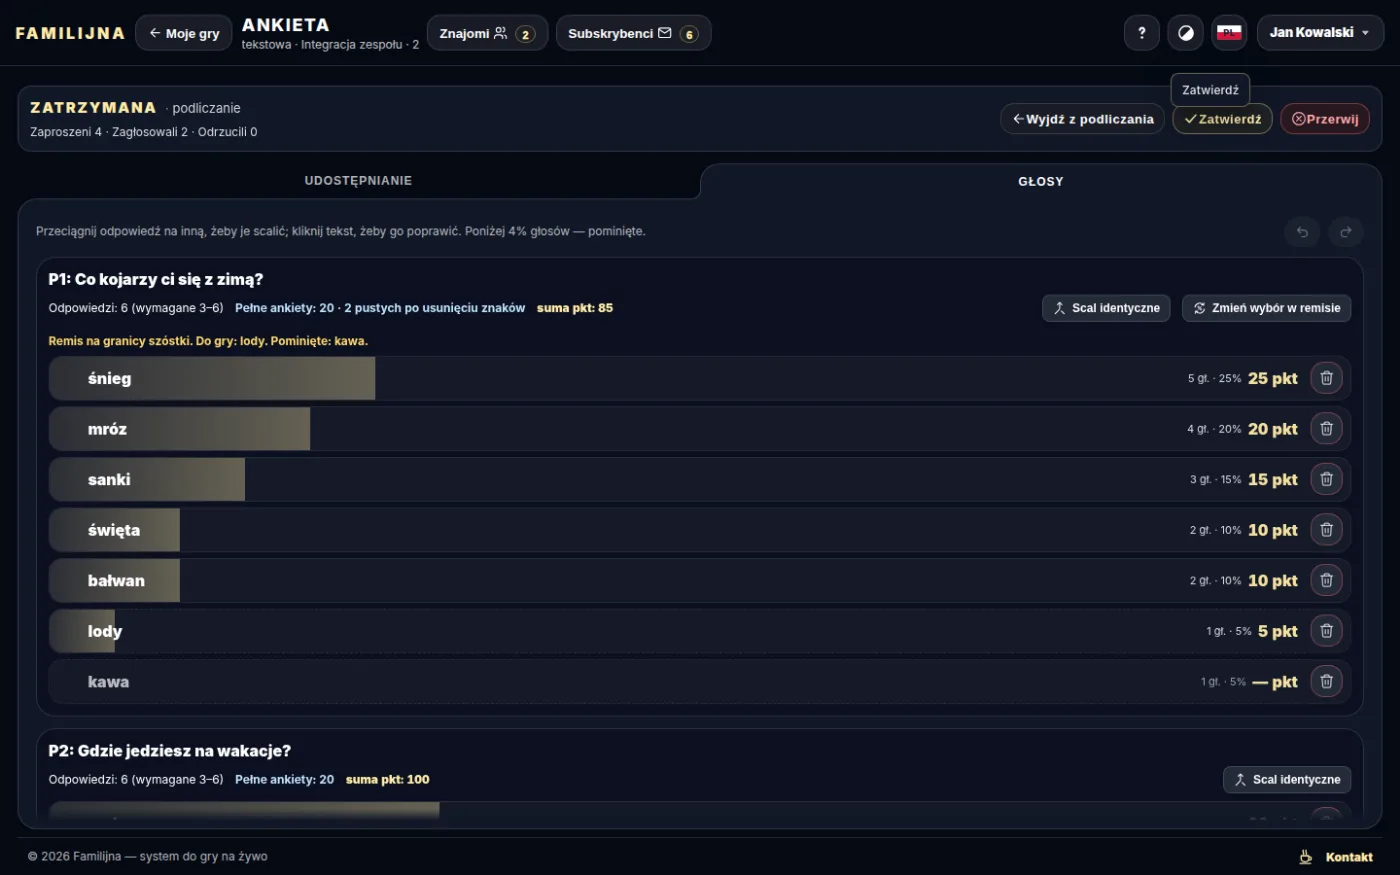 FAMILIJNA
← Moje gry
ANKIETA
tekstowa · Integracja zespołu · 2
Znajomi 2
Subskrybenci 6
?
PL
Jan Kowalski
Zatwierdź
ZATRZYMANA · podliczanie
Zaproszeni 4 · Zagłosowali 2 · Odrzucili 0
← Wyjdź z podliczania
Zatwierdź
Przerwij
UDOSTĘPNIANIE
GŁOSY
Przeciągnij odpowiedź na inną, żeby je scalić; kliknij tekst, żeby go poprawić. Poniżej 4% głosów — pominięte.
P1: Co kojarzy ci się z zimą?
Odpowiedzi: 6 (wymagane 3–6) Pełne ankiety: 20 · 2 pustych po usunięciu znaków suma pkt: 85
Scal identyczne
Zmień wybór w remisie
Remis na granicy szóstki. Do gry: lody. Pominięte: kawa.
śnieg 5 gł. · 25% 25 pkt
mróz 4 gł. · 20% 20 pkt
sanki 3 gł. · 15% 15 pkt
święta 2 gł. · 10% 10 pkt
bałwan 2 gł. · 10% 10 pkt
lody 1 gł. · 5% 5 pkt
kawa 1 gł. · 5% — pkt
P2: Gdzie jedziesz na wakacje?
Odpowiedzi: 6 (wymagane 3–6) Pełne ankiety: 20 suma pkt: 100
Scal identyczne
© 2026 Familijna — system do gry na żywo
Kontakt